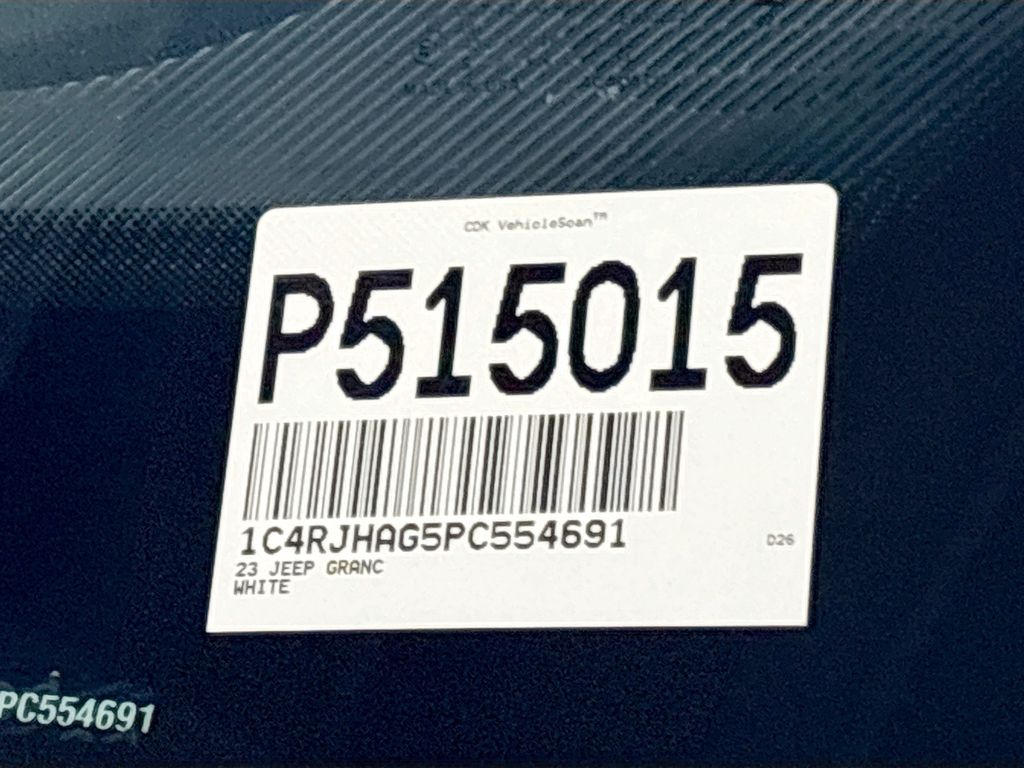 CDK VehicleScan™
P515015
1C4RJHAG5PC554691
D26
23 JEEP GRANC
WHITE
PC554691